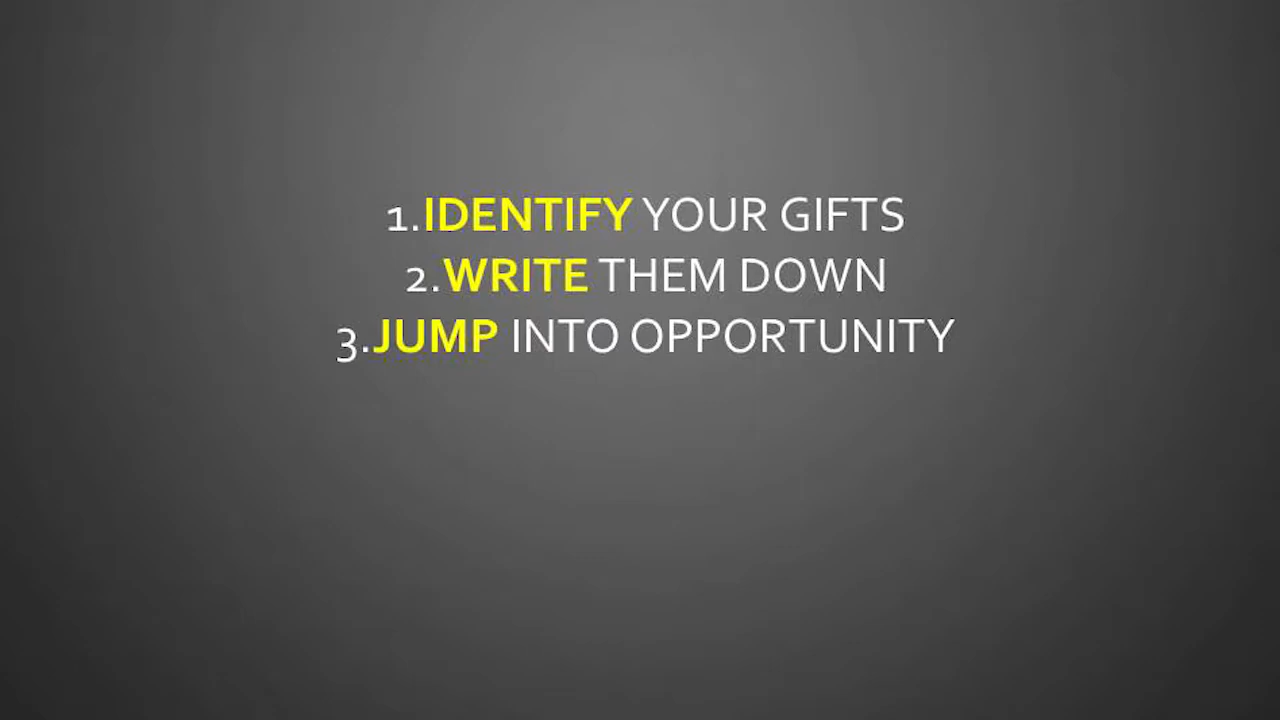 1.IDENTIFY YOUR GIFTS
2.WRITE THEM DOWN
3.JUMP INTO OPPORTUNITY